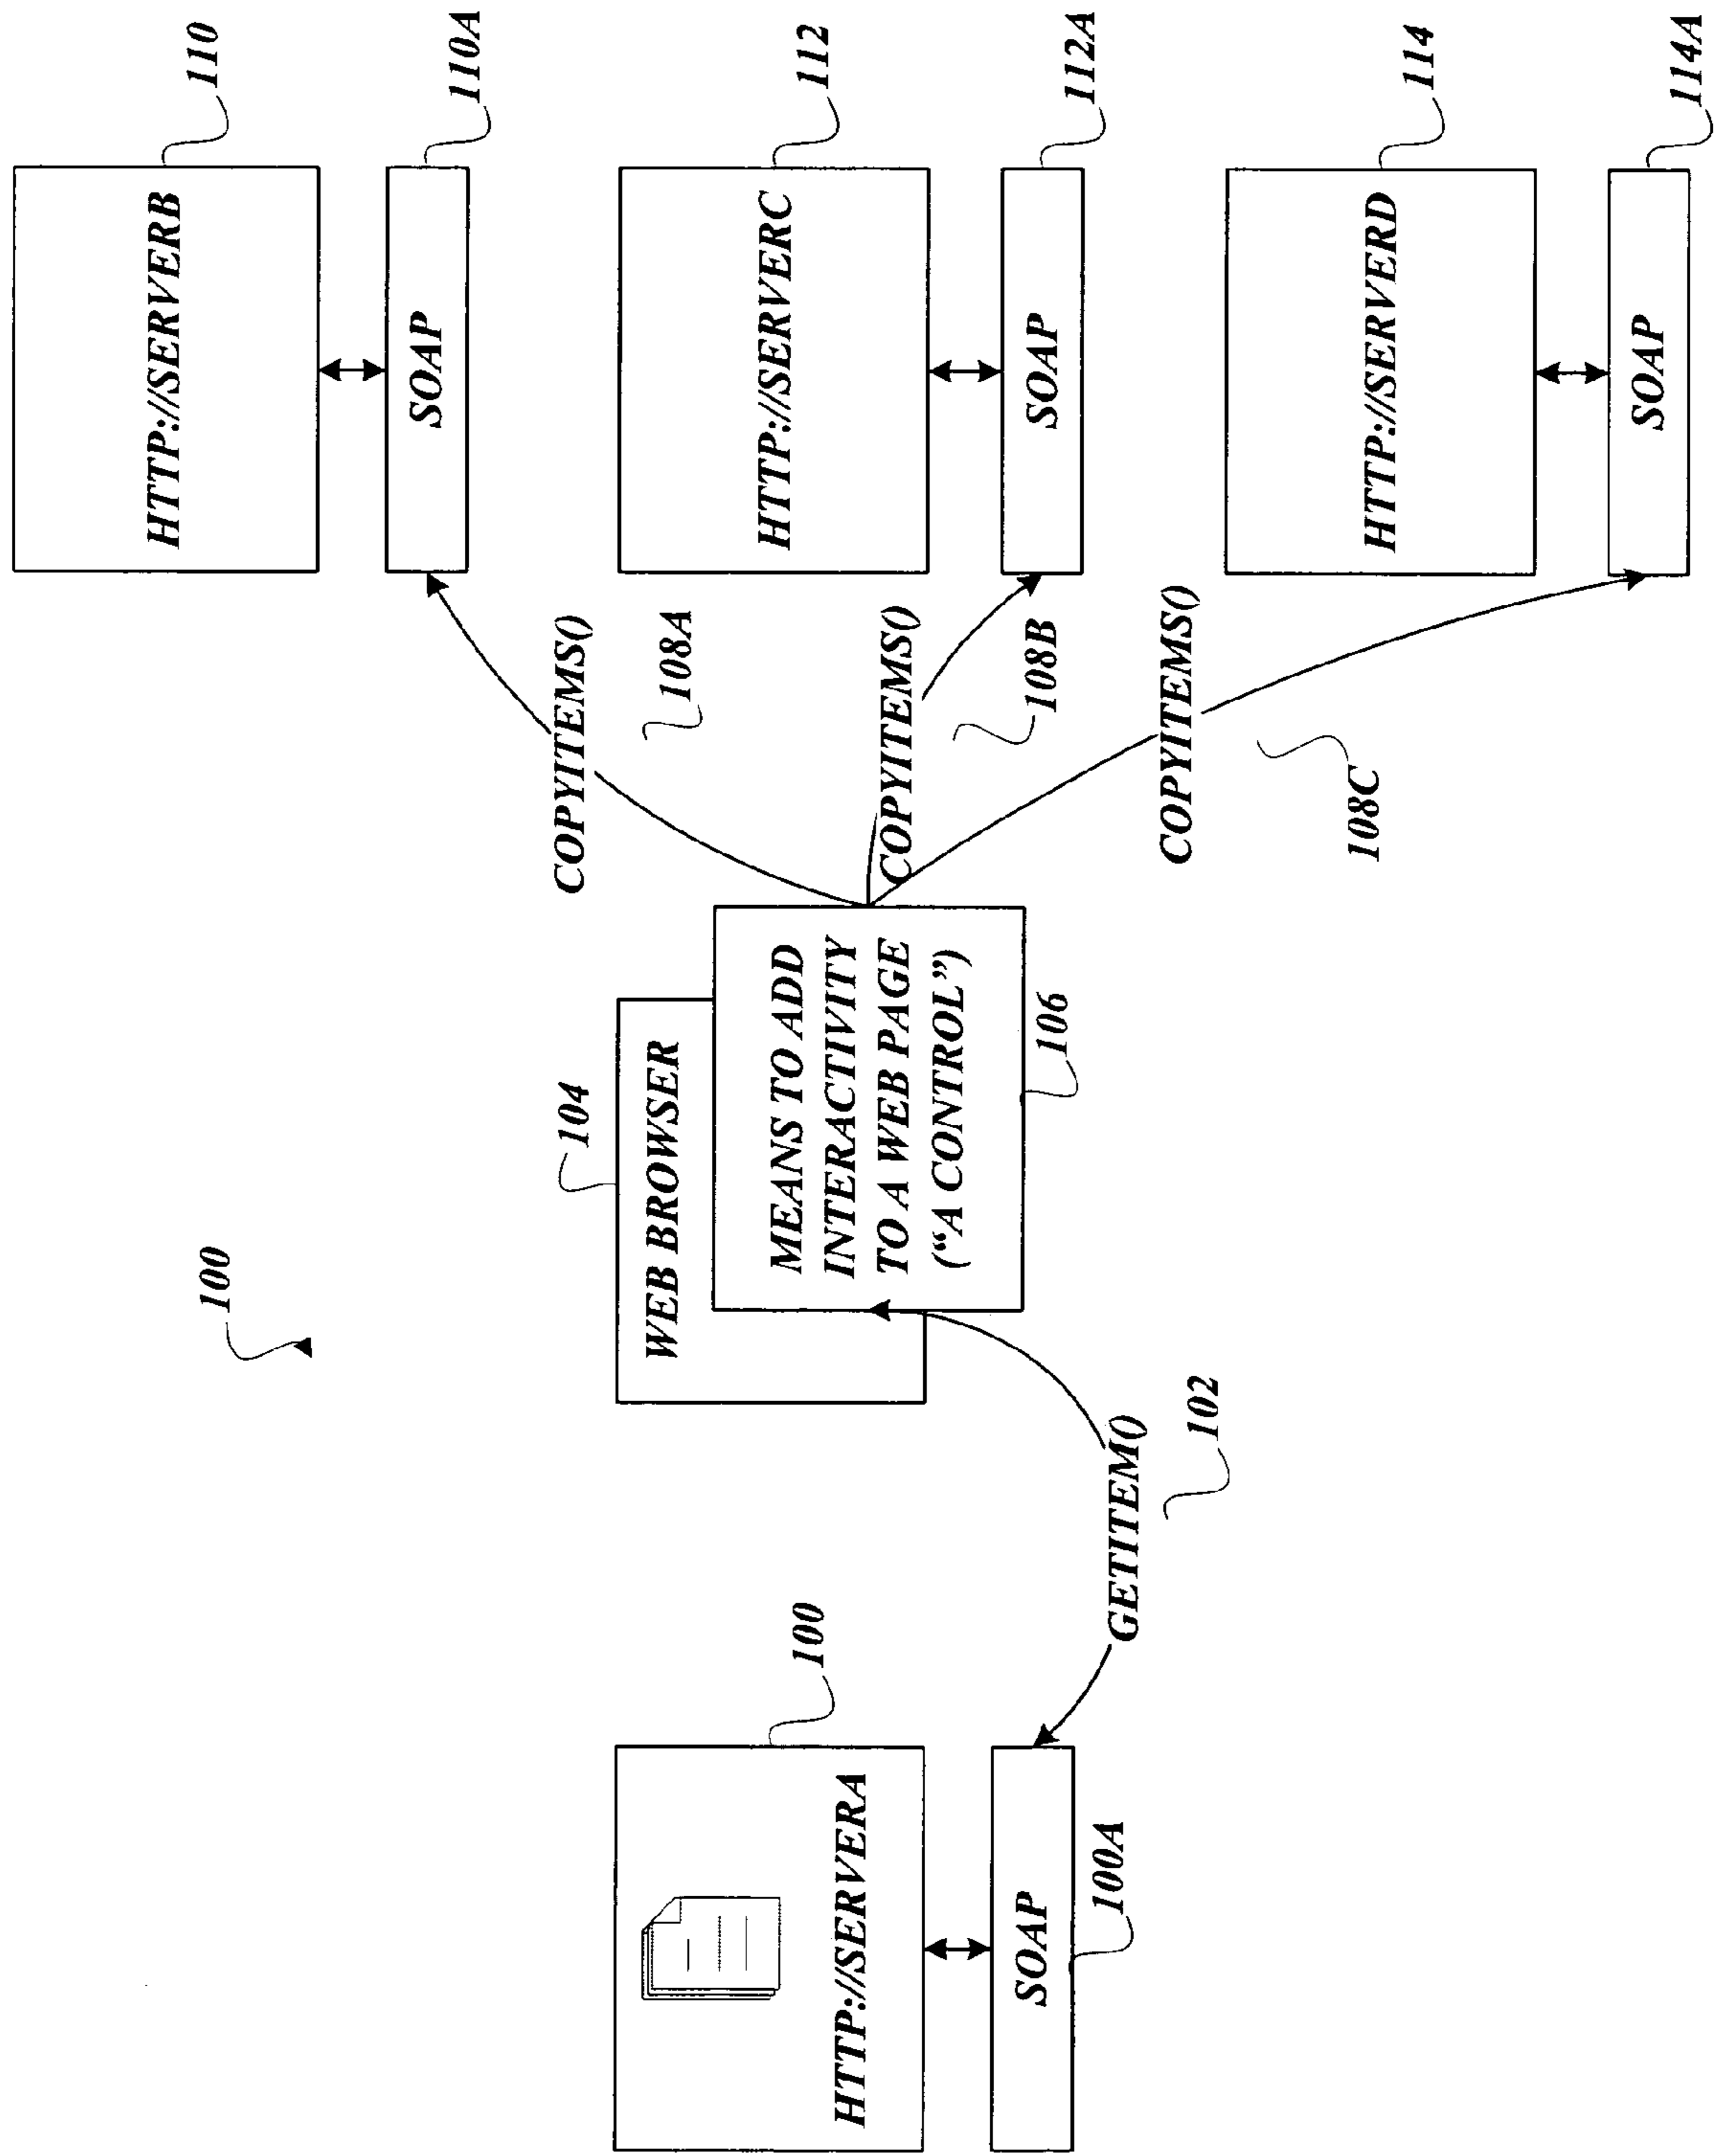 100
HTTP://SERVERA
100
SOAP
100A
GETITEM()
102
WEB BROWSER
104
MEANS TO ADD
INTERACTIVITY
TO A WEB PAGE
(“A CONTROL”)
106
COPYITEMS()
108A
COPYITEMS()
108B
COPYITEMS()
108C
HTTP://SERVERB
110
SOAP
110A
HTTP://SERVERC
112
SOAP
112A
HTTP://SERVERD
114
SOAP
114A